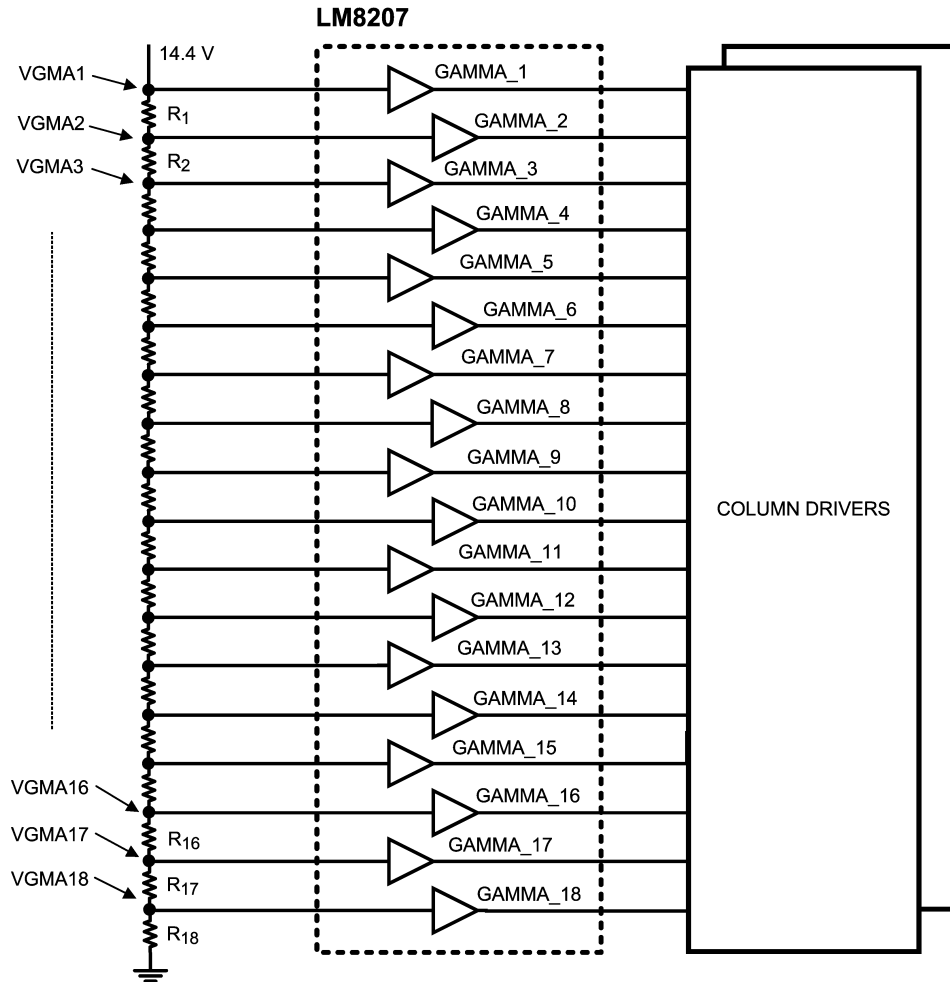 LM8207
14.4 V
VGMA1
GAMMA_1
R1
VGMA2
GAMMA_2
R2
VGMA3
GAMMA_3
GAMMA_4
GAMMA_5
GAMMA_6
GAMMA_7
GAMMA_8
GAMMA_9
GAMMA_10
COLUMN DRIVERS
GAMMA_11
GAMMA_12
GAMMA_13
GAMMA_14
GAMMA_15
VGMA16
GAMMA_16
R16
VGMA17
GAMMA_17
VGMA18
R17
GAMMA_18
R18